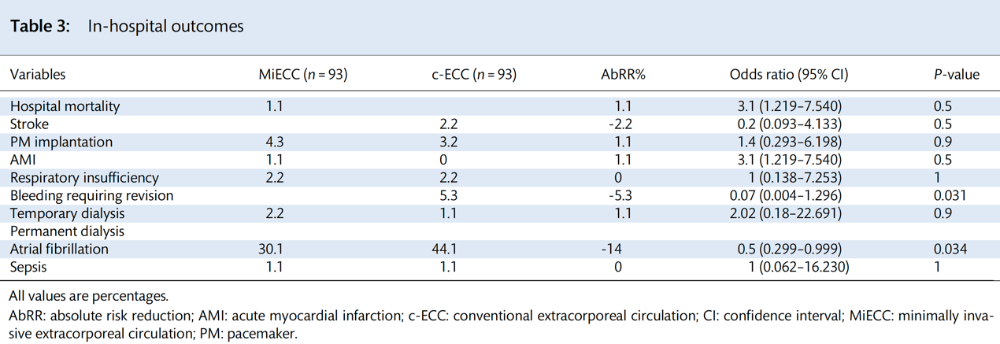 Table 3: In-hospital outcomes
Variables MiECC (n = 93) c-ECC (n = 93) AbRR% Odds ratio (95% CI) P-value
Hospital mortality 1.1 1.1 3.1 (1.219–7.540) 0.5
Stroke 2.2 -2.2 0.2 (0.093–4.133) 0.5
PM implantation 4.3 3.2 1.1 1.4 (0.293–6.198) 0.9
AMI 1.1 0 1.1 3.1 (1.219–7.540) 0.5
Respiratory insufficiency 2.2 2.2 0 1 (0.138–7.253) 1
Bleeding requiring revision 5.3 -5.3 0.07 (0.004–1.296) 0.031
Temporary dialysis 2.2 1.1 1.1 2.02 (0.18–22.691) 0.9
Permanent dialysis
Atrial fibrillation 30.1 44.1 -14 0.5 (0.299–0.999) 0.034
Sepsis 1.1 1.1 0 1 (0.062–16.230) 1
All values are percentages.
AbRR: absolute risk reduction; AMI: acute myocardial infarction; c-ECC: conventional extracorporeal circulation; CI: confidence interval; MiECC: minimally inva-
sive extracorporeal circulation; PM: pacemaker.